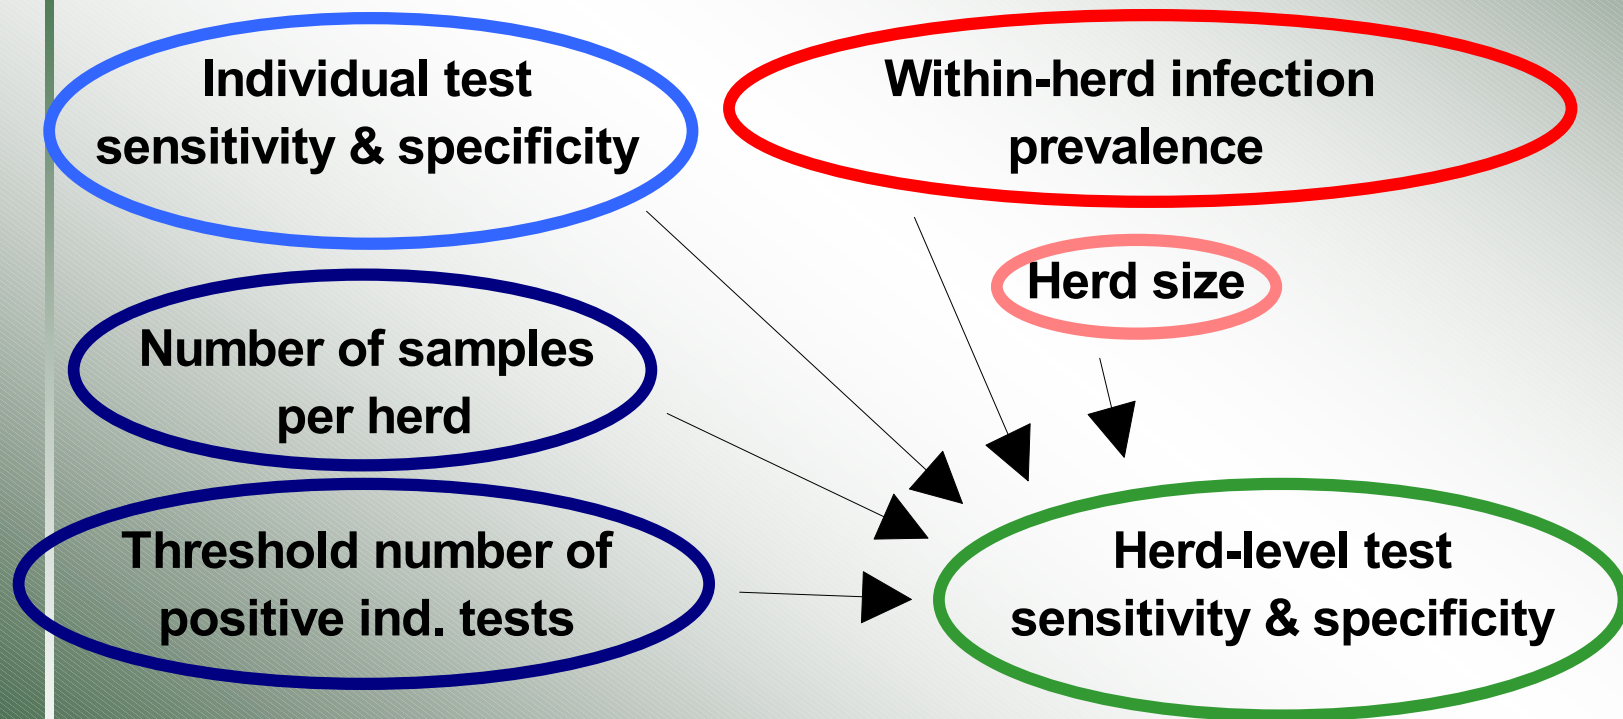 Individual test
sensitivity & specificity
Within-herd infection
prevalence
Herd size
Number of samples
per herd
Threshold number of
positive ind. tests
Herd-level test
sensitivity & specificity